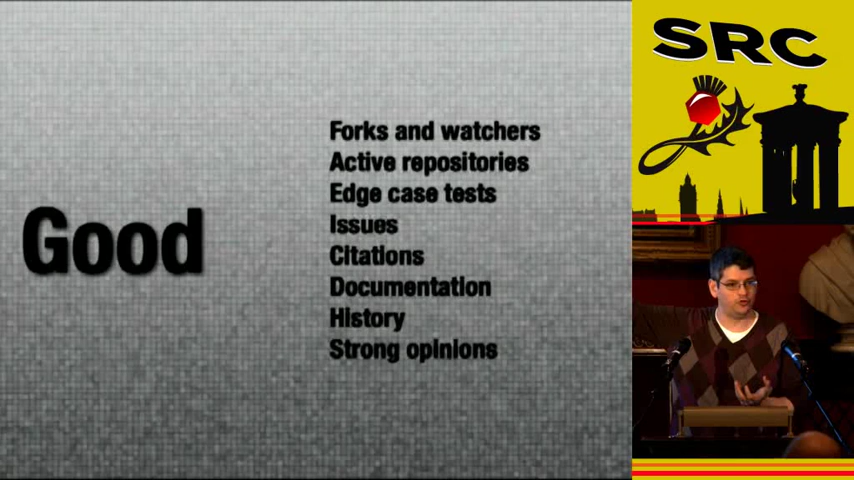 Good
Forks and watchers
Active repositories
Edge case tests
Issues
Citations
Documentation
History
Strong opinions
SRC